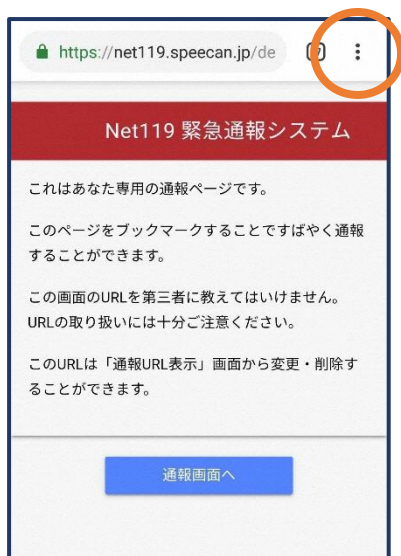 https://net119.speecan.jp/de
Net119 緊急通報システム
これはあなた専用の通報ページです。
このページをブックマークすることですばやく通報
することができます。
この画面のURLを第三者に教えてはいけません。
URLの取り扱いには十分ご注意ください。
このURLは「通報URL表示」画面から変更・削除す
ることができます。
通報画面へ